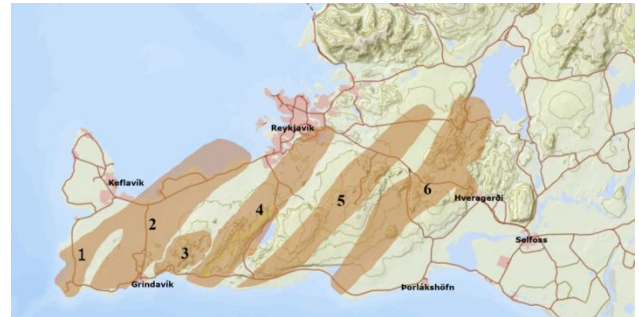 Reykjavík
Keflavík
Hveragerði
Selfoss
Grindavík
Þorlákshöfn
1
2
3
4
5
6